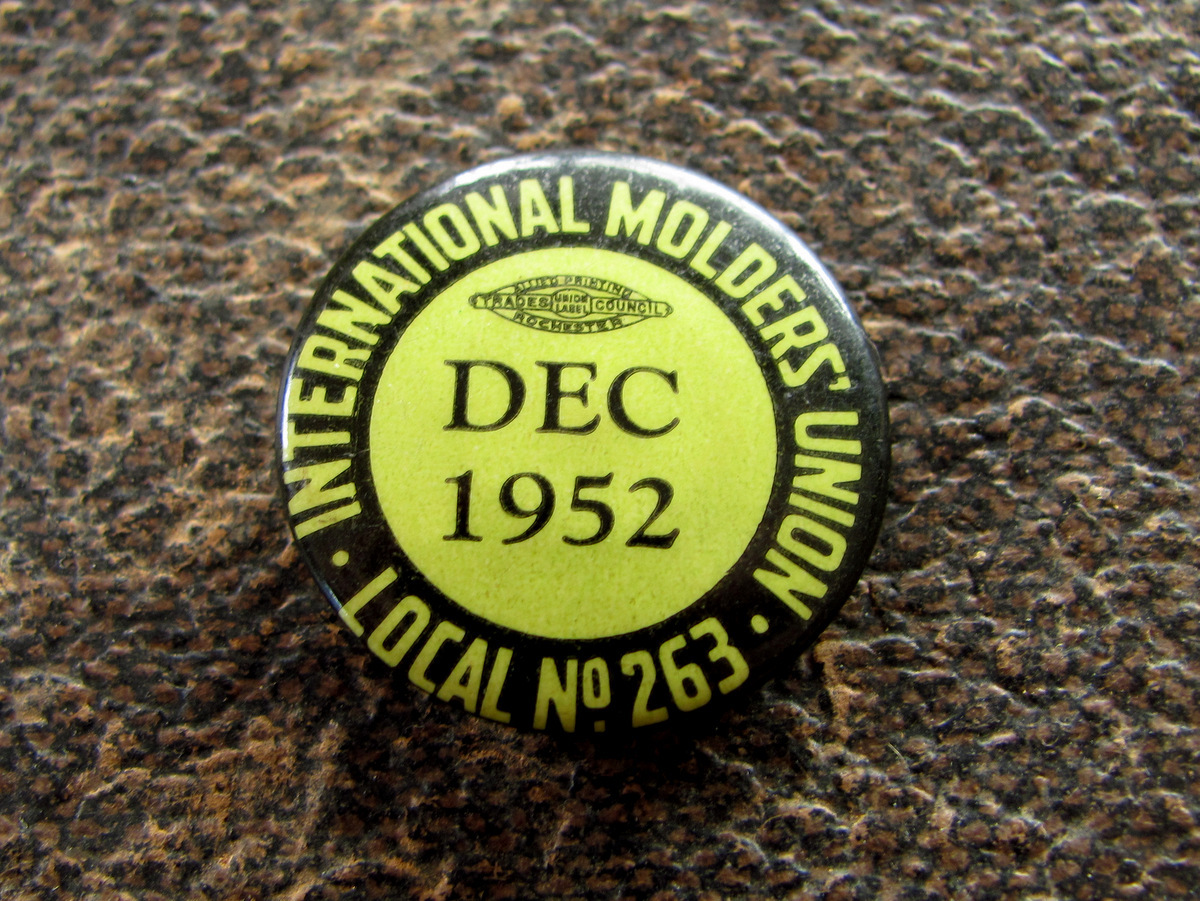 INTERNATIONAL MOLDERS' UNION
ALLIED PRINTING
TRADES UNION LABEL COUNCIL
ROCHESTER
DEC
1952
· LOCAL Nº 263 ·